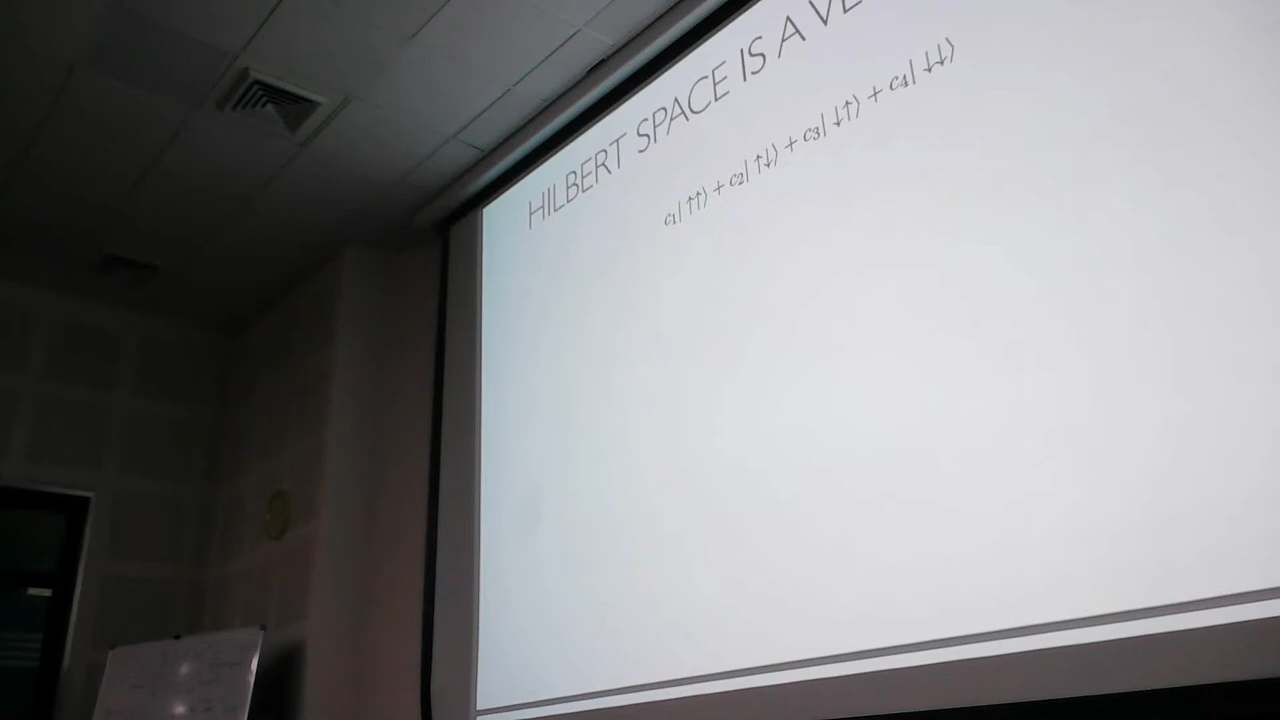 HILBERT SPACE IS A VE
c₁|↑↑⟩ + c₂|↑↓⟩ + c₃|↓↑⟩ + c₄|↓↓⟩